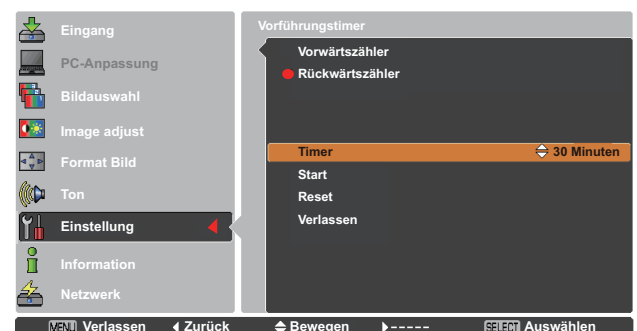 Eingang
PC-Anpassung
Bildauswahl
Image adjust
Format Bild
Ton
Einstellung
Information
Netzwerk
Vorführungstimer
Vorwärtszähler
Rückwärtszähler
Timer 30 Minuten
Start
Reset
Verlassen
MENU Verlassen Zurück Bewegen ----- SELECT Auswählen